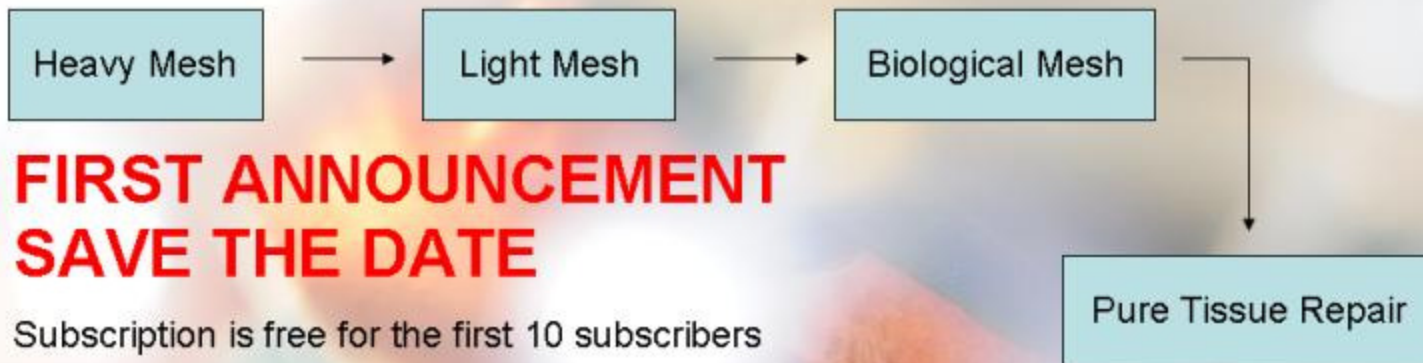 Heavy Mesh
Light Mesh
Biological Mesh
FIRST ANNOUNCEMENT
SAVE THE DATE
Pure Tissue Repair
Subscription is free for the first 10 subscribers